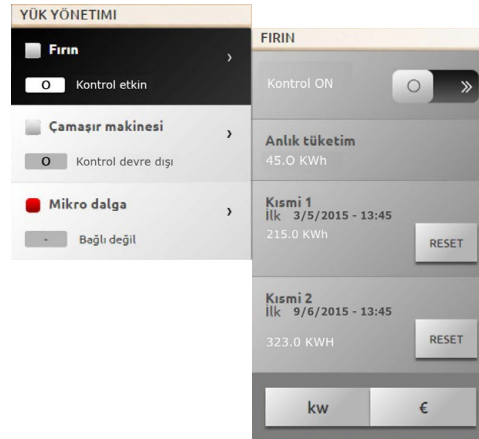 YÜK YÖNETIMI
Fırın
›
O Kontrol etkin
Çamaşır makinesi
›
O Kontrol devre dışı
Mikro dalga
›
- Bağlı değil
FIRIN
Kontrol ON
O »
Anlık tüketim
45.O KWh
Kısmi 1
İlk 3/5/2015 - 13:45
215.0 KWh
RESET
Kısmi 2
İlk 9/6/2015 - 13:45
323.0 KWH
RESET
kw €